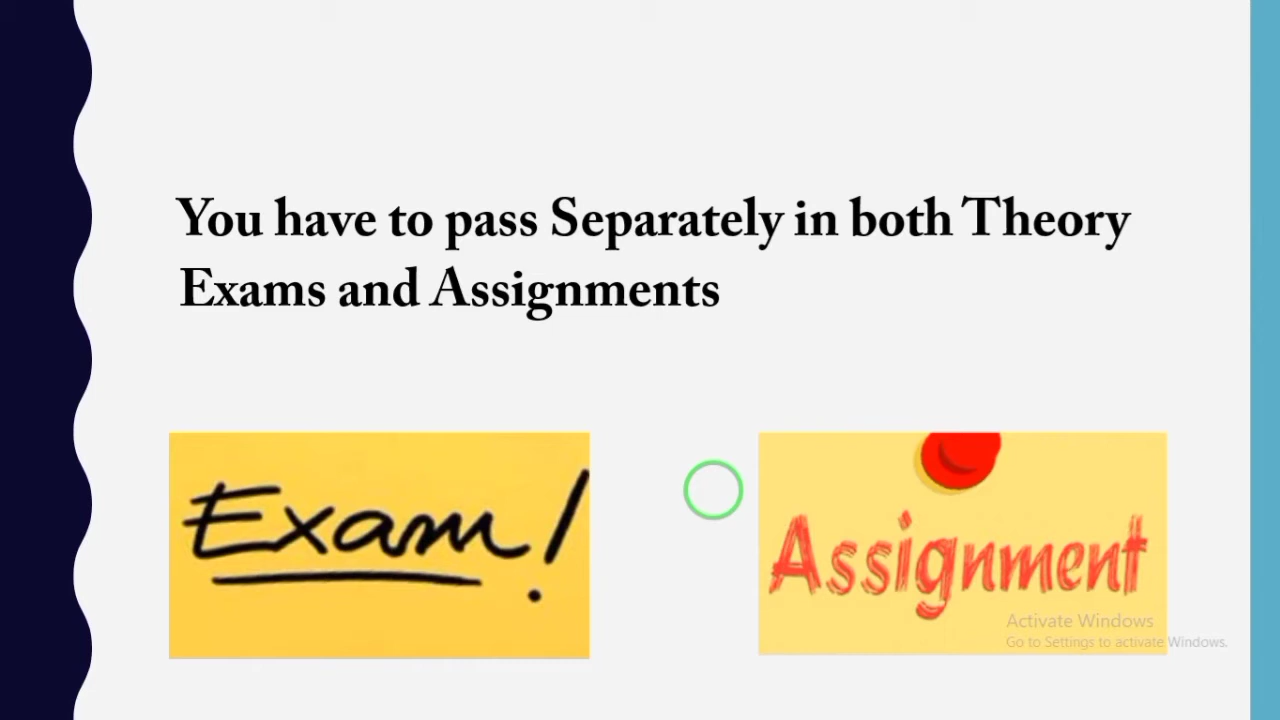 You have to pass Separately in both Theory
Exams and Assignments
Exam!
Assignment
Activate Windows
Go to Settings to activate Windows.